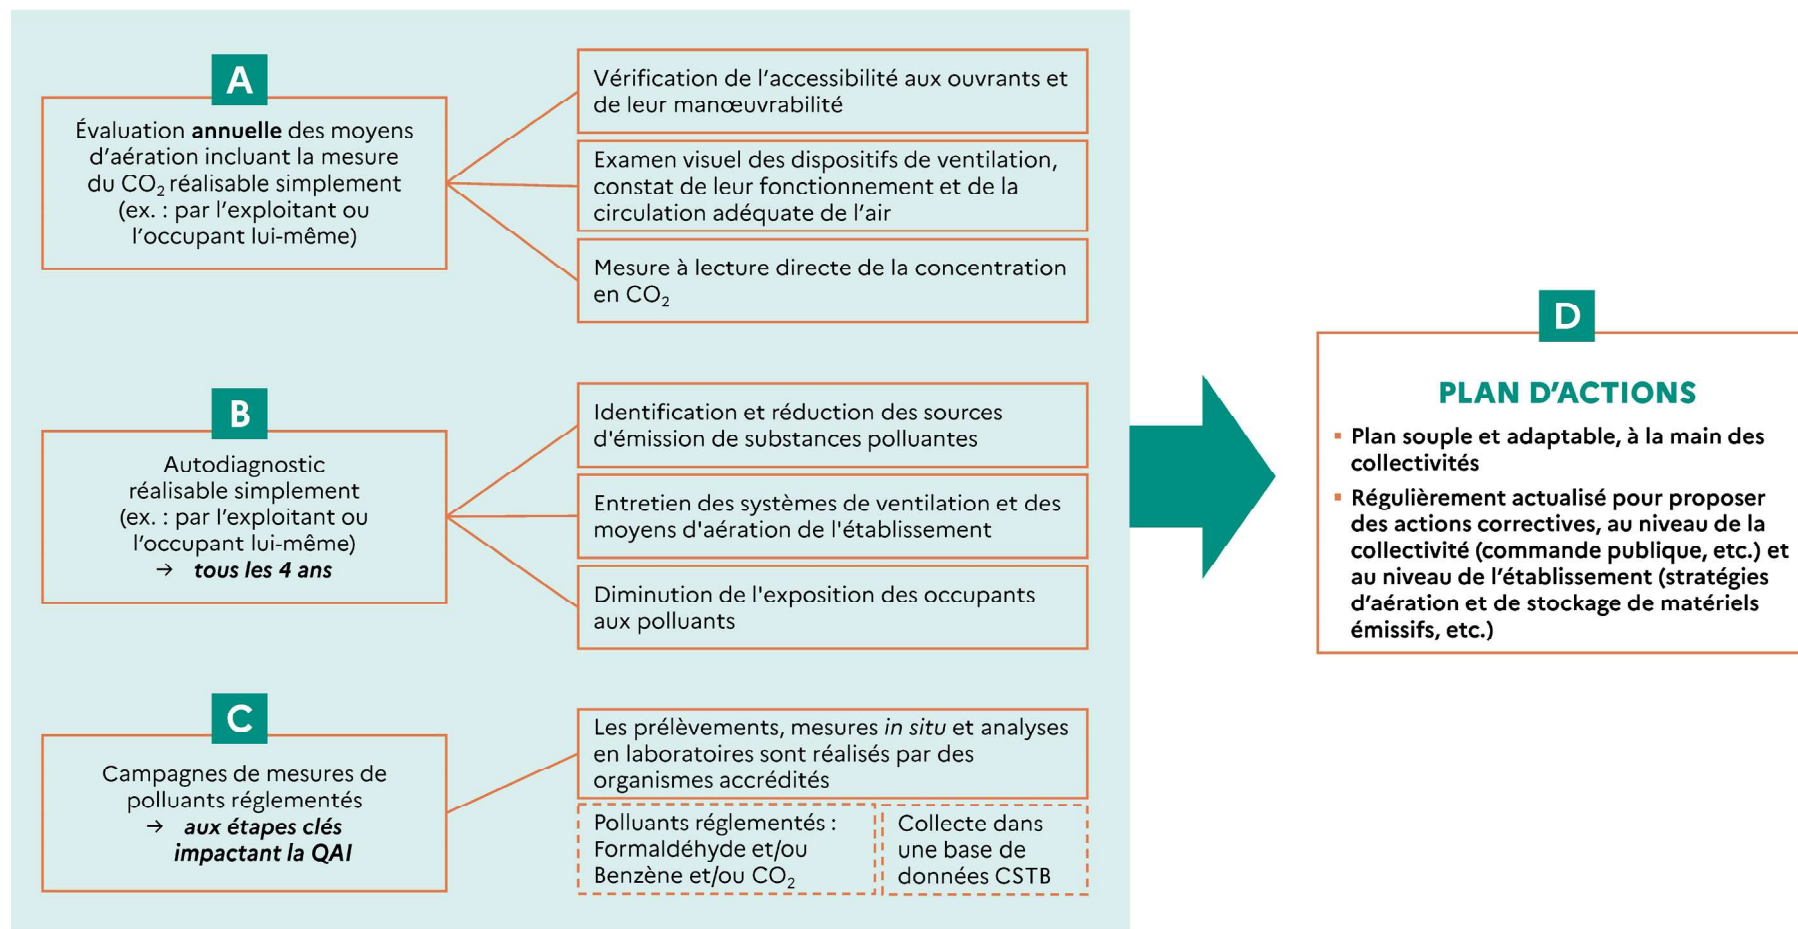 A
Évaluation annuelle des moyens
d’aération incluant la mesure
du CO₂ réalisable simplement
(ex. : par l’exploitant ou
l’occupant lui-même)
Vérification de l’accessibilité aux ouvrants et
de leur manœuvrabilité
Examen visuel des dispositifs de ventilation,
constat de leur fonctionnement et de la
circulation adéquate de l’air
Mesure à lecture directe de la concentration
en CO₂
B
Autodiagnostic
réalisable simplement
(ex. : par l’exploitant ou
l’occupant lui-même)
→ tous les 4 ans
Identification et réduction des sources
d'émission de substances polluantes
Entretien des systèmes de ventilation et des
moyens d'aération de l'établissement
Diminution de l'exposition des occupants
aux polluants
C
Campagnes de mesures de
polluants réglementés
→ aux étapes clés
impactant la QAI
Les prélèvements, mesures in situ et analyses
en laboratoires sont réalisés par des
organismes accrédités
Polluants réglementés :
Formaldéhyde et/ou
Benzène et/ou CO₂
Collecte dans
une base de
données CSTB
D
PLAN D’ACTIONS
▪ Plan souple et adaptable, à la main des
collectivités
▪ Régulièrement actualisé pour proposer
des actions correctives, au niveau de la
collectivité (commande publique, etc.) et
au niveau de l’établissement (stratégies
d’aération et de stockage de matériels
émissifs, etc.)